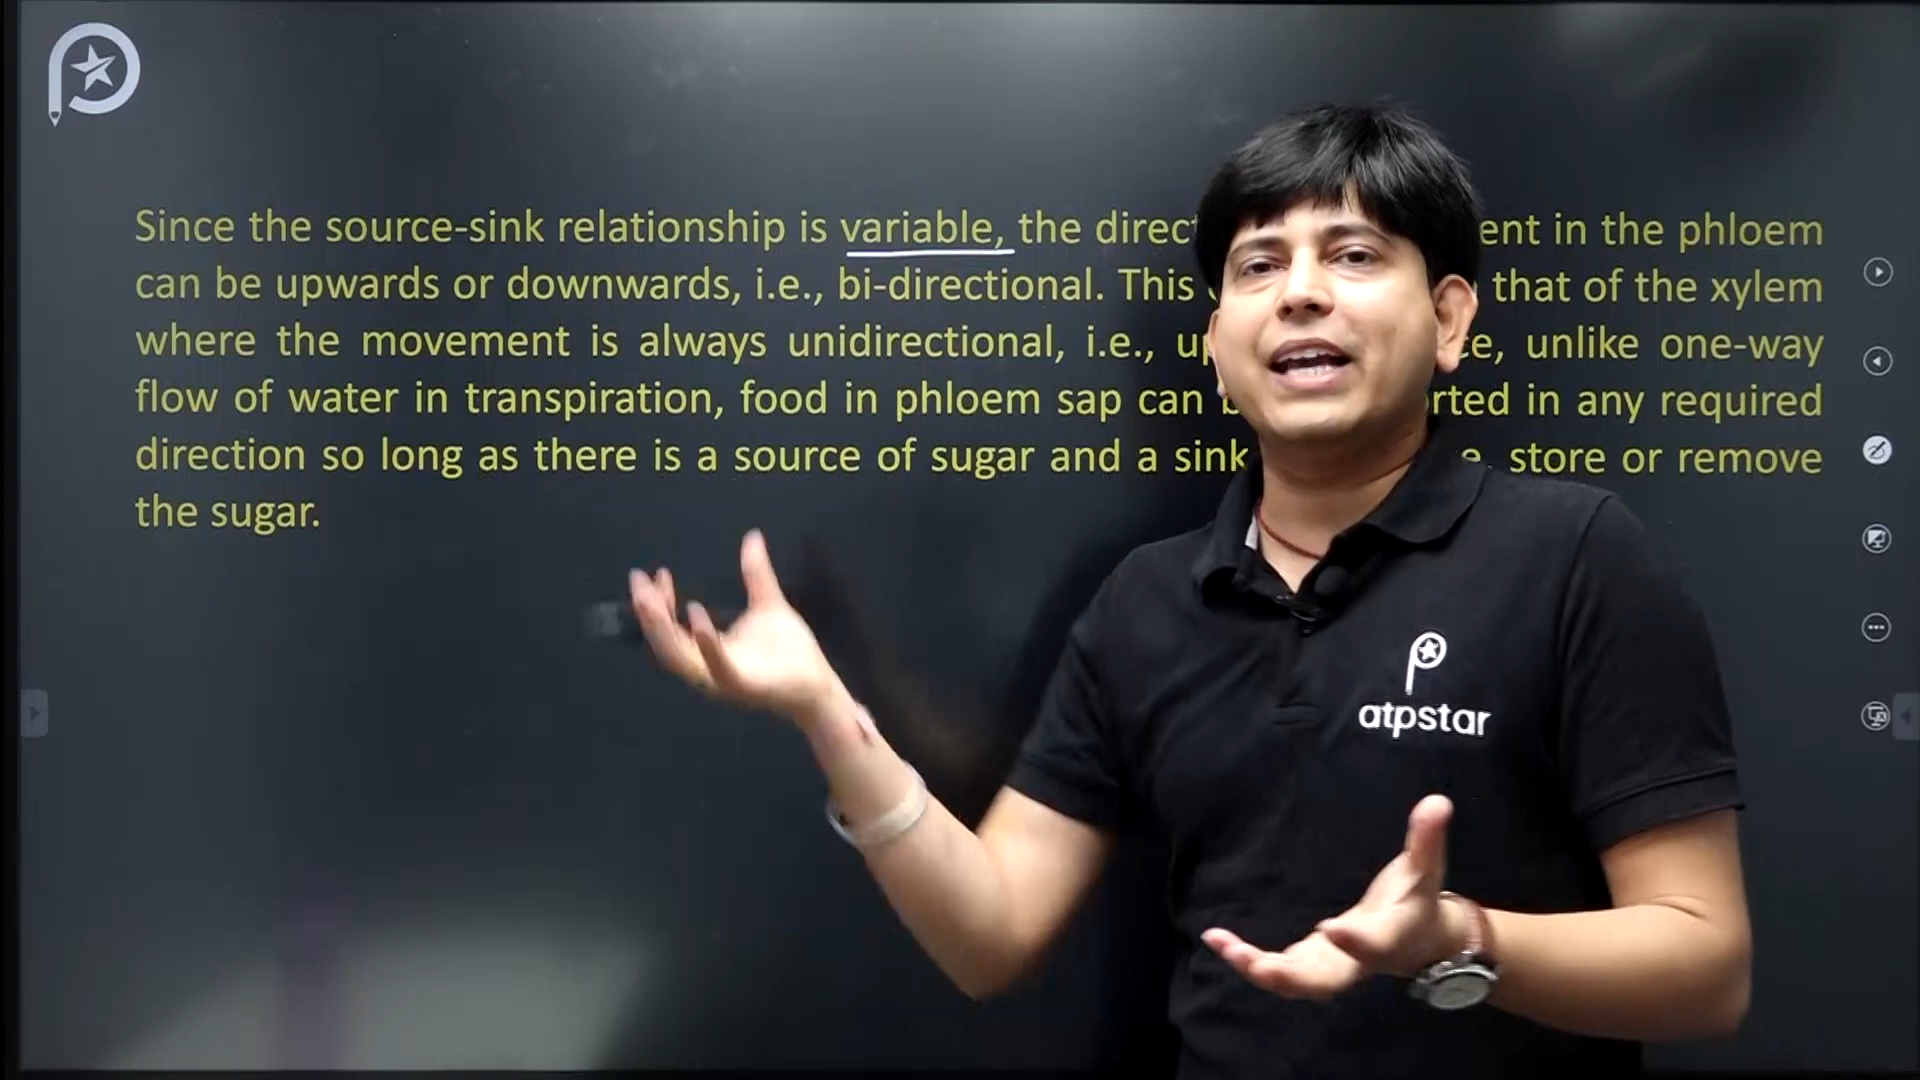 Since the source-sink relationship is variable, the direct ent in the phloem
can be upwards or downwards, i.e., bi-directional. This that of the xylem
where the movement is always unidirectional, i.e., up ce, unlike one-way
flow of water in transpiration, food in phloem sap can b rted in any required
direction so long as there is a source of sugar and a sink e, store or remove
the sugar.
atpstar